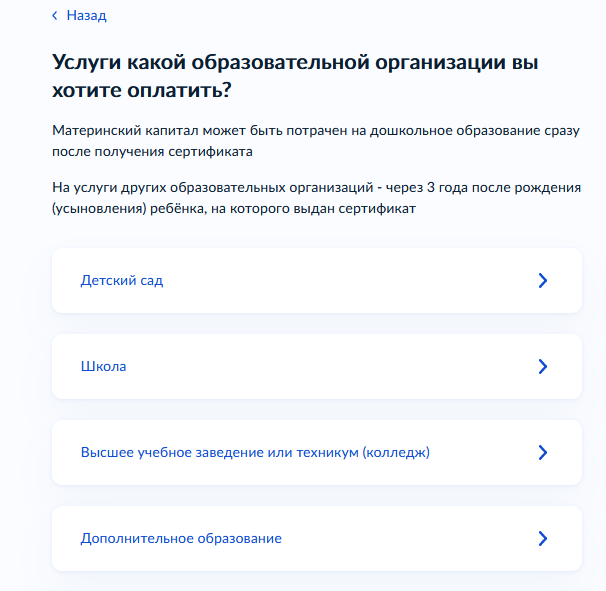 Назад
Услуги какой образовательной организации вы
хотите оплатить?
Материнский капитал может быть потрачен на дошкольное образование сразу
после получения сертификата
На услуги других образовательных организаций - через 3 года после рождения
(усыновления) ребёнка, на которого выдан сертификат
Детский сад
Школа
Высшее учебное заведение или техникум (колледж)
Дополнительное образование